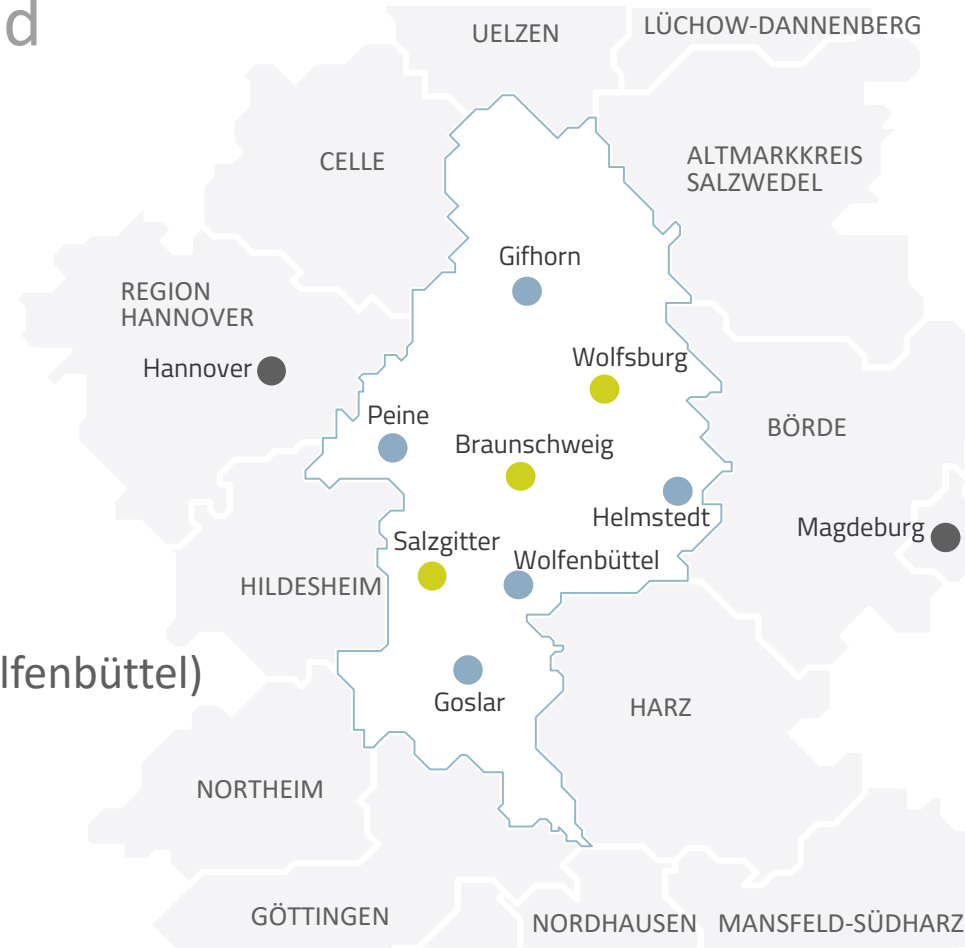 d
UELZEN
LÜCHOW-DANNENBERG
CELLE
ALTMARKKREIS
SALZWEDEL
Gifhorn
REGION
HANNOVER
Hannover
Wolfsburg
Peine
Braunschweig
BÖRDE
Helmstedt
Magdeburg
Salzgitter
Wolfenbüttel
HILDESHEIM
lfenbüttel)
Goslar
HARZ
NORTHEIM
GÖTTINGEN
NORDHAUSEN
MANSFELD-SÜDHARZ